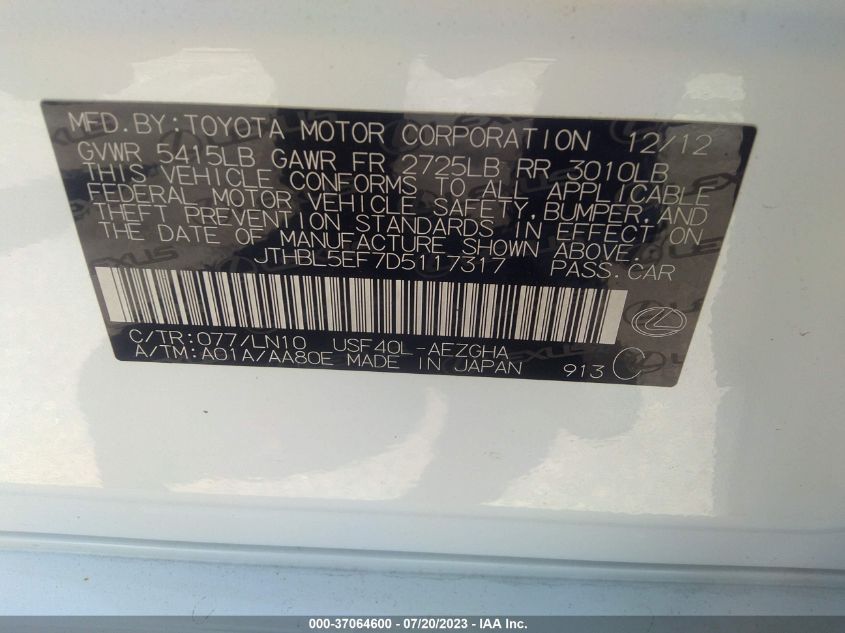 MFD.BY:TOYOTA MOTOR CORPORATION 12/12
GVWR 5415LB GAWR FR 2725LB RR 3010LB
THIS VEHICLE CONFORMS TO ALL APPLICABLE
FEDERAL MOTOR VEHICLE SAFETY,BUMPER,AND
THEFT PREVENTION STANDARDS IN EFFECT ON
THE DATE OF MANUFACTURE SHOWN ABOVE.
JTHBL5EF7D5117317 PASS.CAR
C/TR:077/LN10 USF40L-AEZGHA
A/TM:A01A/AA80E MADE IN JAPAN 913 C
000-37064600 / 07/20/2023 - IAA Inc.